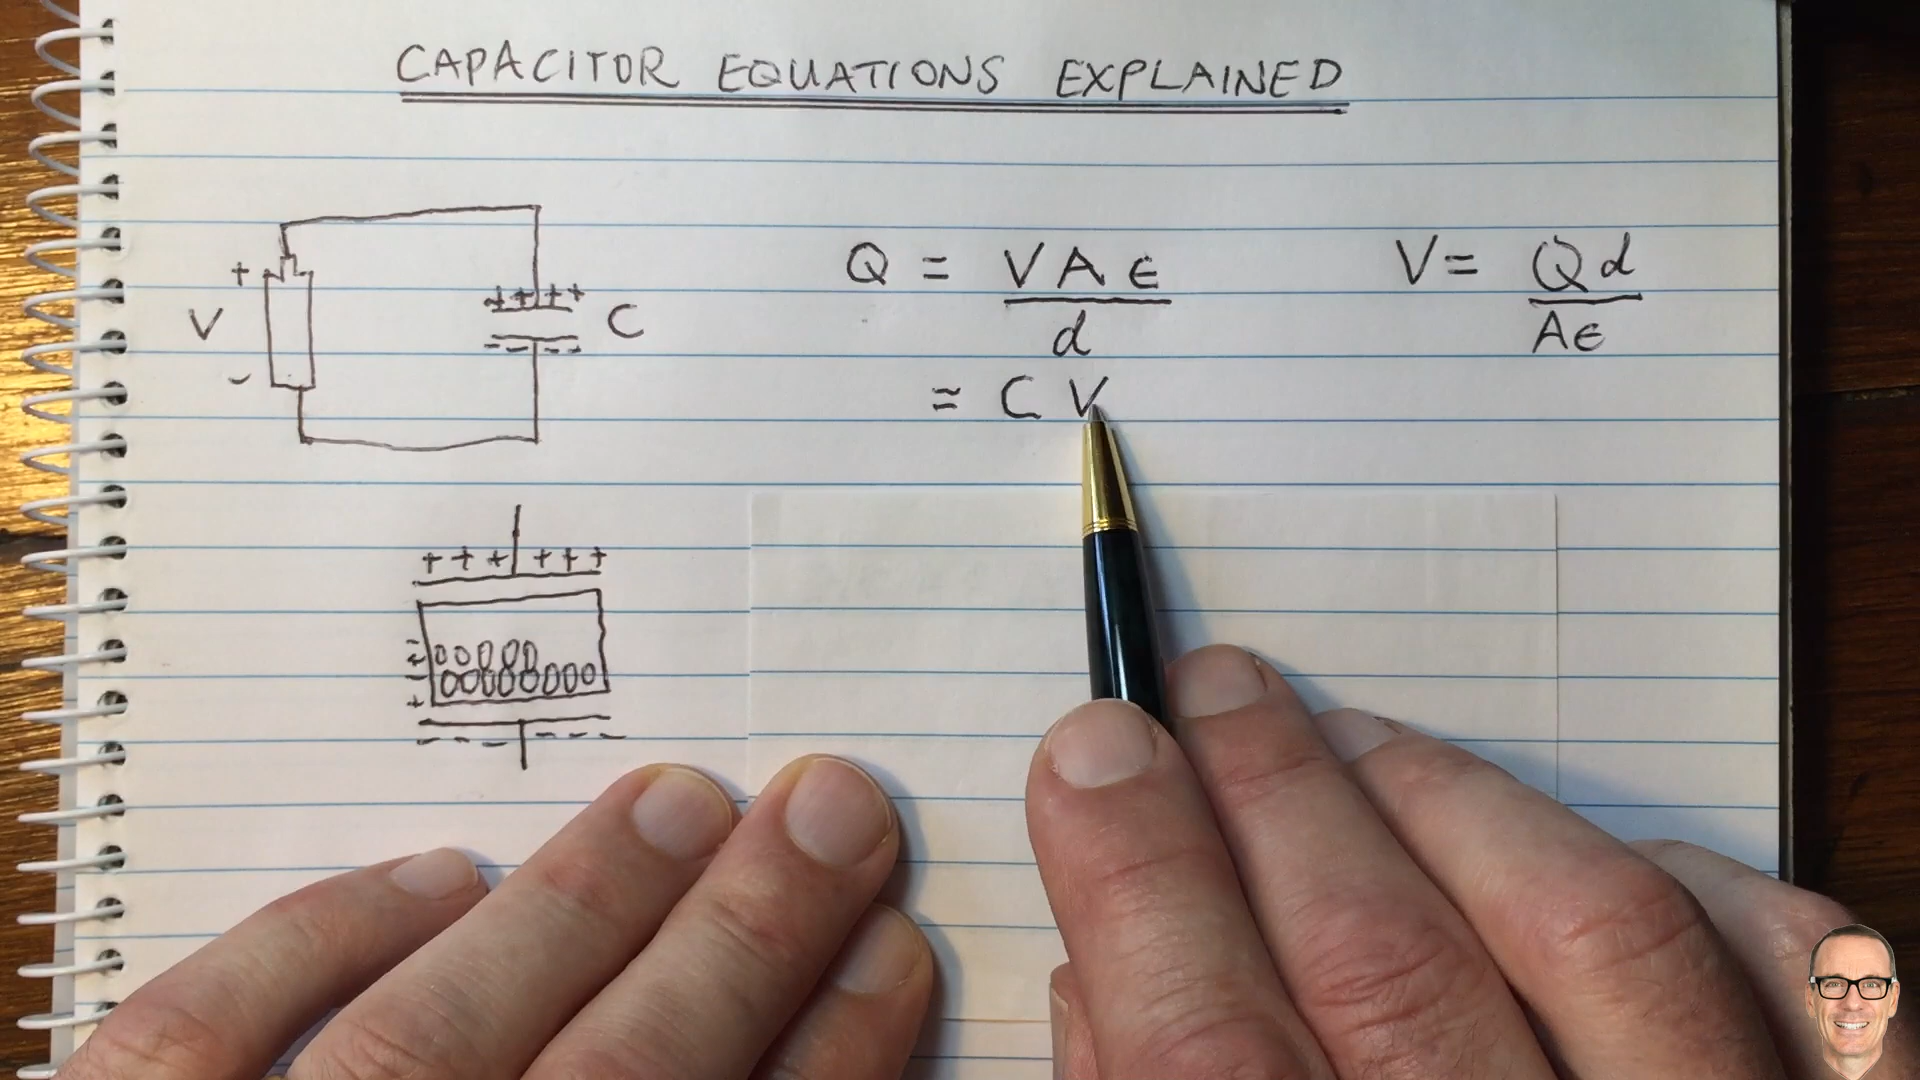 CAPACITOR EQUATIONS EXPLAINED
+
V
-
+ + + +
- - - -
C
Q = VAϵ / d
= CV
V = Qd / Aϵ
+ + + + + +
- - - - - -